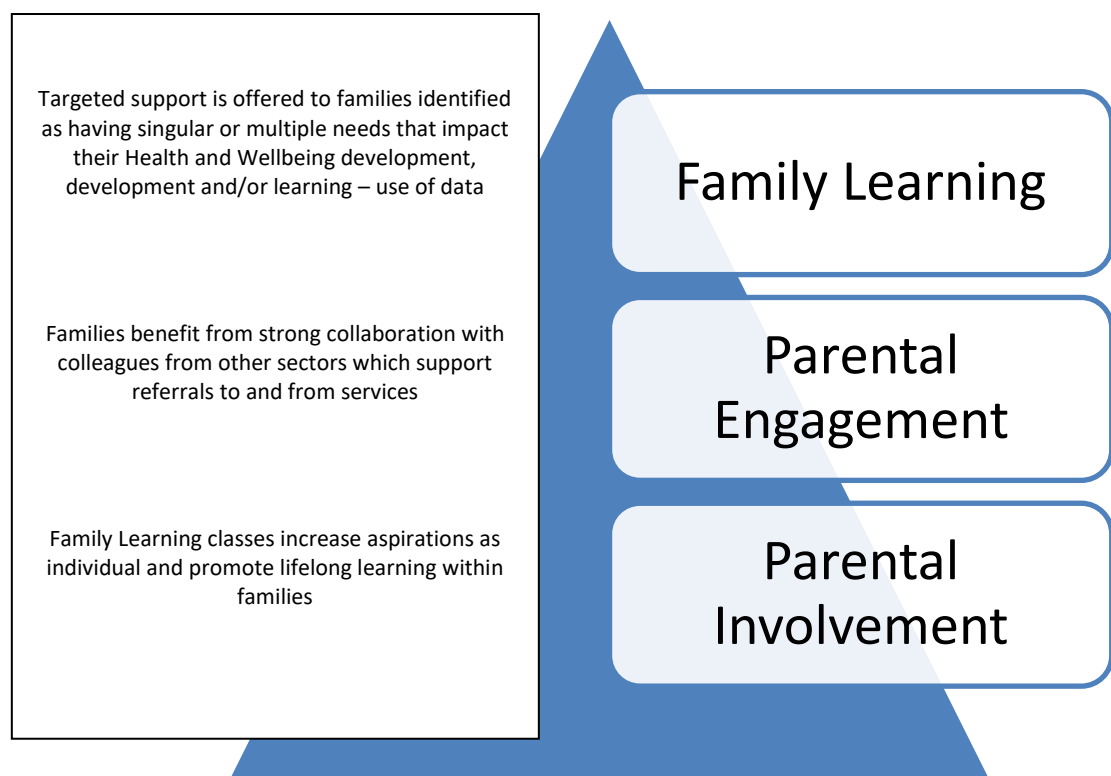 Targeted support is offered to families identified
as having singular or multiple needs that impact
their Health and Wellbeing development,
development and/or learning – use of data
Families benefit from strong collaboration with
colleagues from other sectors which support
referrals to and from services
Family Learning classes increase aspirations as
individual and promote lifelong learning within
families
Family Learning
Parental
Engagement
Parental
Involvement